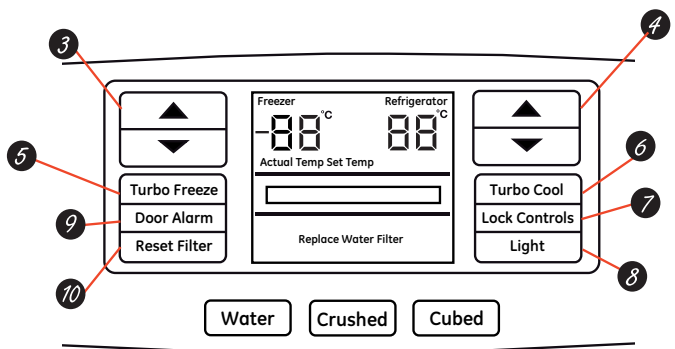 3
4
Freezer Refrigerator
-88°C 88°C
Actual Temp Set Temp
5
6
Turbo Freeze
Turbo Cool
7
9
Door Alarm
Lock Controls
Reset Filter
Replace Water Filter
Light
10
8
Water Crushed Cubed